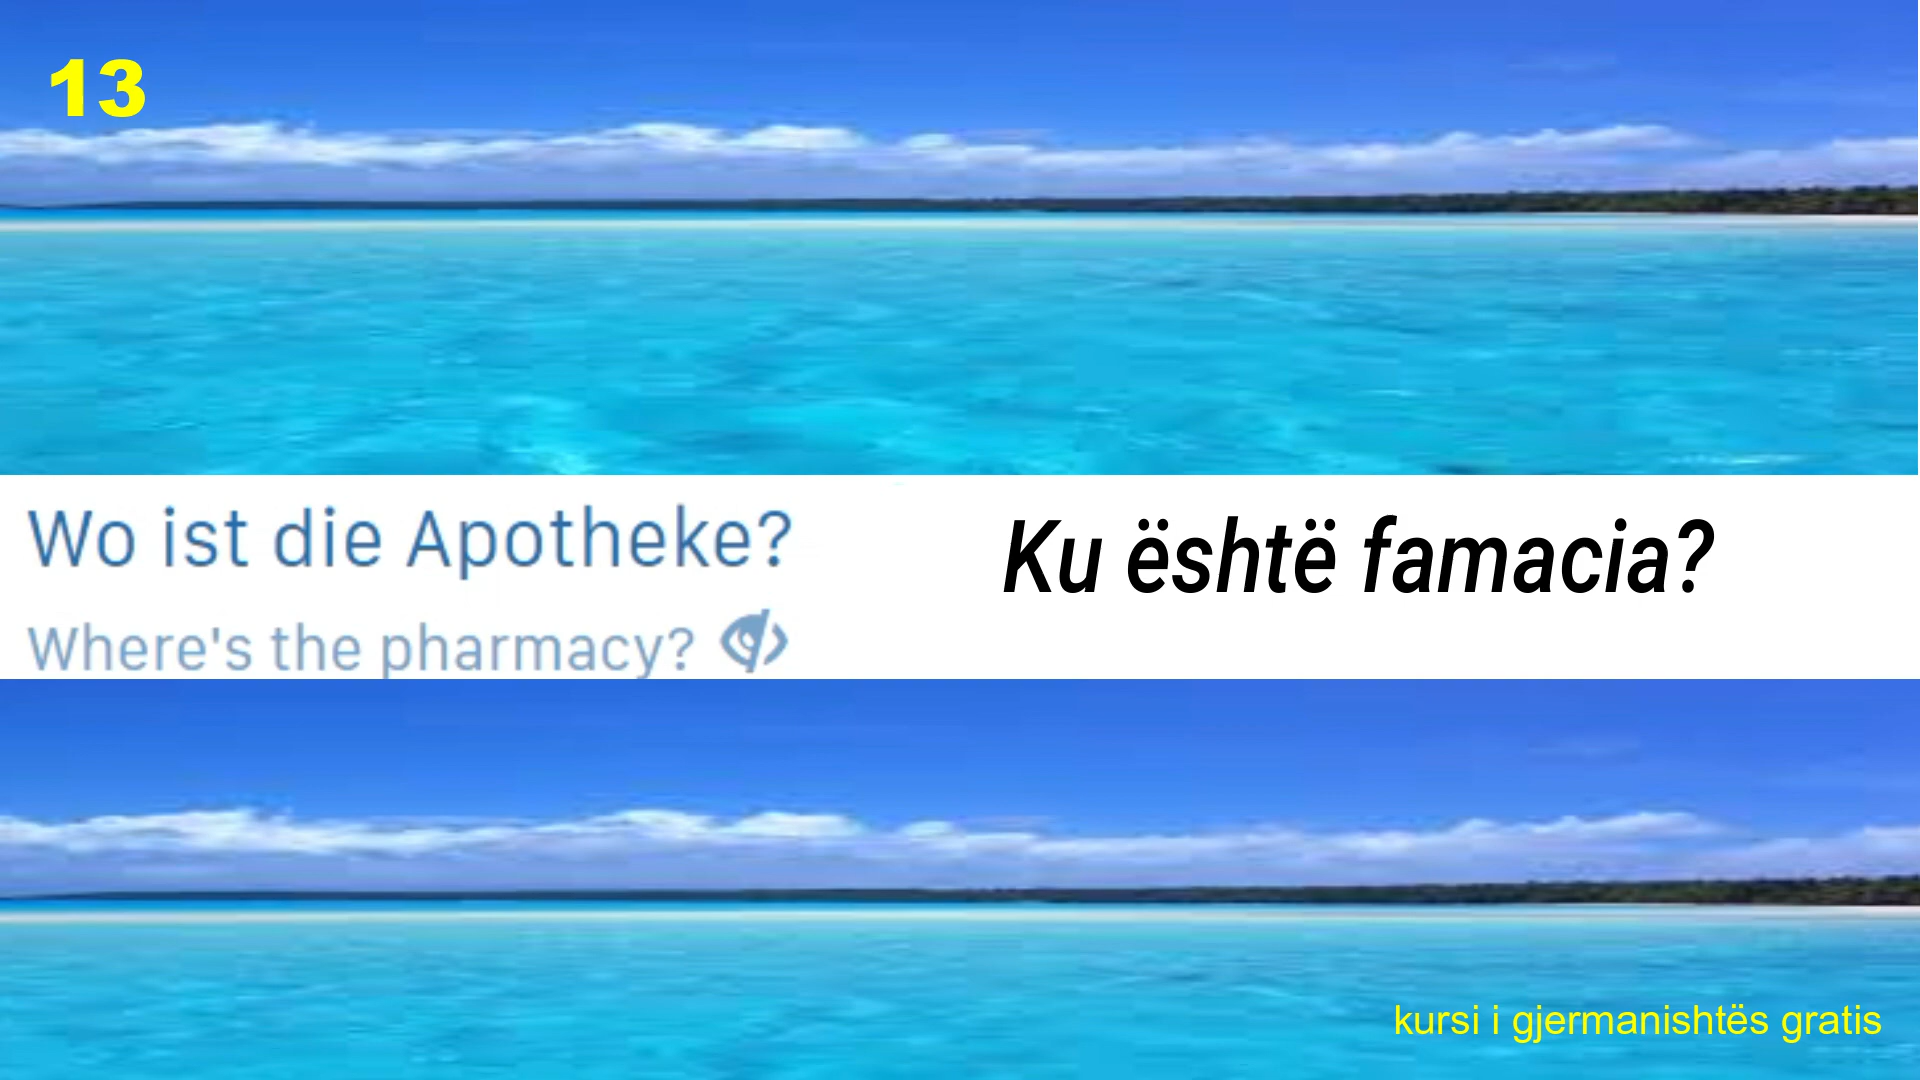 13
Wo ist die Apotheke?
Ku është famacia?
Where's the pharmacy?
kursi i gjermanishtës gratis